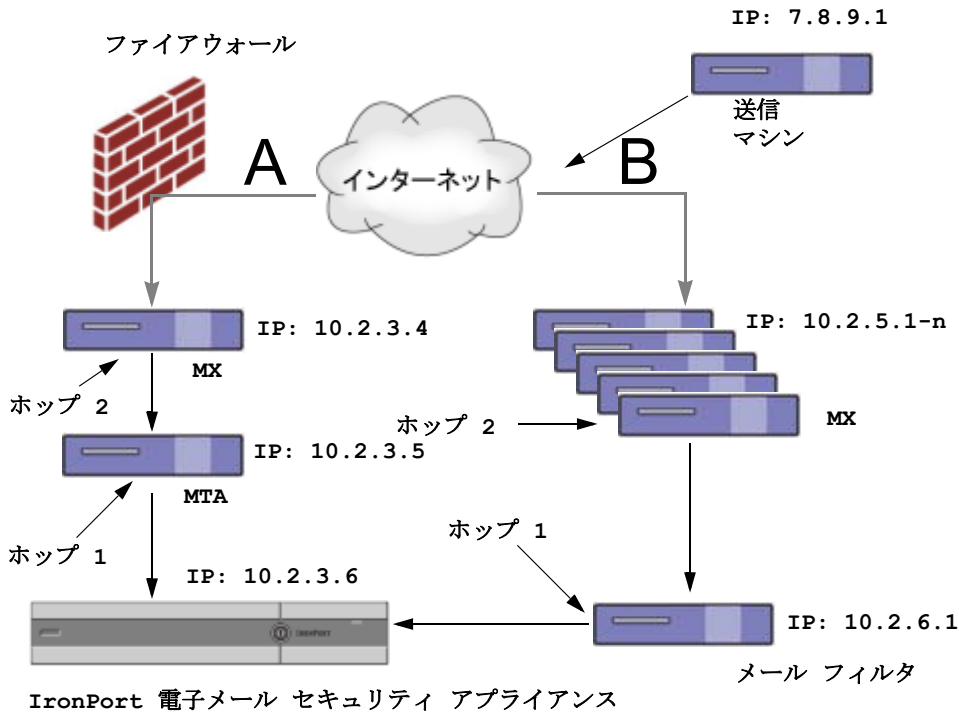 IP: 7.8.9.1
ファイアウォール
送信
マシン
A
インターネット
B
IP: 10.2.3.4
MX
ホップ 2
IP: 10.2.5.1-n
MX
ホップ 2
IP: 10.2.3.5
MTA
ホップ 1
ホップ 1
IP: 10.2.3.6
IRONPORT
IP: 10.2.6.1
メール フィルタ
IronPort 電子メール セキュリティ アプライアンス